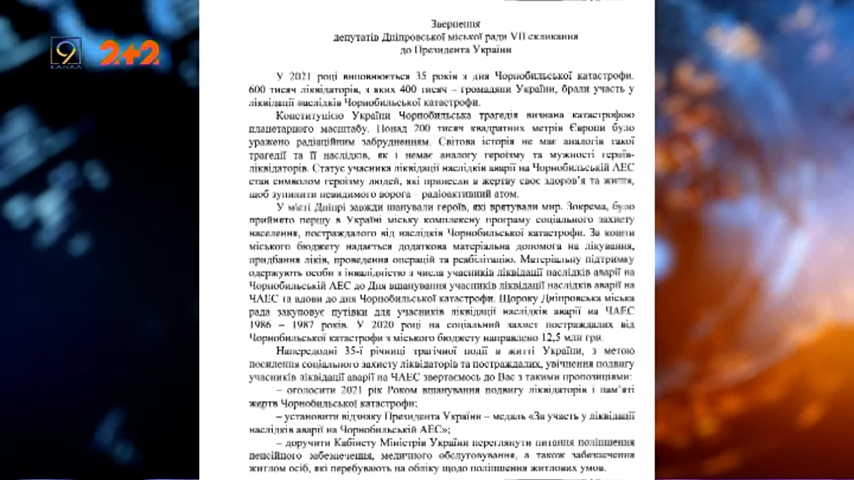 9
КАНАЛ
2+2
Звернення
депутатів Дніпровської міської ради VII скликання
до Президента України
У 2021 році виповнюється 35 років з дня Чорнобильської катастрофи.
600 тисяч ліквідаторів, з яких 400 тисяч – громадяни України, брали участь у
ліквідації наслідків Чорнобильської катастрофи.
Конституцією України Чорнобильська трагедія визнана катастрофою
планетарного масштабу. Понад 200 тисяч квадратних метрів Європи було
уражено радіаційним забрудненням. Світова історія не має аналогів такої
трагедії та її наслідків, як і немає аналогу героїзму та мужності героїв-
ліквідаторів. Статус учасника ліквідації наслідків аварії на Чорнобильській АЕС
став символом героїзму людей, які принесли в жертву своє здоров'я та життя,
щоб зупинити невидимого ворога – радіоактивний атом.
У місті Дніпрі завжди шанували героїв, які врятували мир. Зокрема, було
прийнято першу в Україні міську комплексну програму соціального захисту
населення, постраждалого від наслідків Чорнобильської катастрофи. За кошти
міського бюджету надається додаткова матеріальна допомога на лікування,
придбання ліків, проведення операцій та реабілітацію. Матеріальну підтримку
одержують особи з інвалідністю з числа учасників ліквідації наслідків аварії на
Чорнобильській АЕС до Дня вшанування учасників ліквідації наслідків аварії на
ЧАЕС та вдови до дня Чорнобильської катастрофи. Щороку Дніпровська міська
рада закуповує путівки для учасників ліквідації наслідків аварії на ЧАЕС
1986 – 1987 років. У 2020 році на соціальний захист постраждалих від
Чорнобильської катастрофи з міського бюджету направлено 12,5 млн грн.
Напередодні 35-ї річниці трагічної події в житті України, з метою
посилення соціального захисту ліквідаторів та постраждалих, увічнення подвигу
учасників ліквідації аварії на ЧАЕС звертаємось до Вас з такими пропозиціями:
– оголосити 2021 рік Роком вшанування подвигу ліквідаторів і пам'яті
жертв Чорнобильської катастрофи;
– установити відзнаку Президента України – медаль «За участь у ліквідації
наслідків аварії на Чорнобильській АЕС»;
– доручити Кабінету Міністрів України переглянути питання поліпшення
пенсійного забезпечення, медичного обслуговування, а також забезпечення
житлом осіб, які перебувають на обліку щодо поліпшення житлових умов.